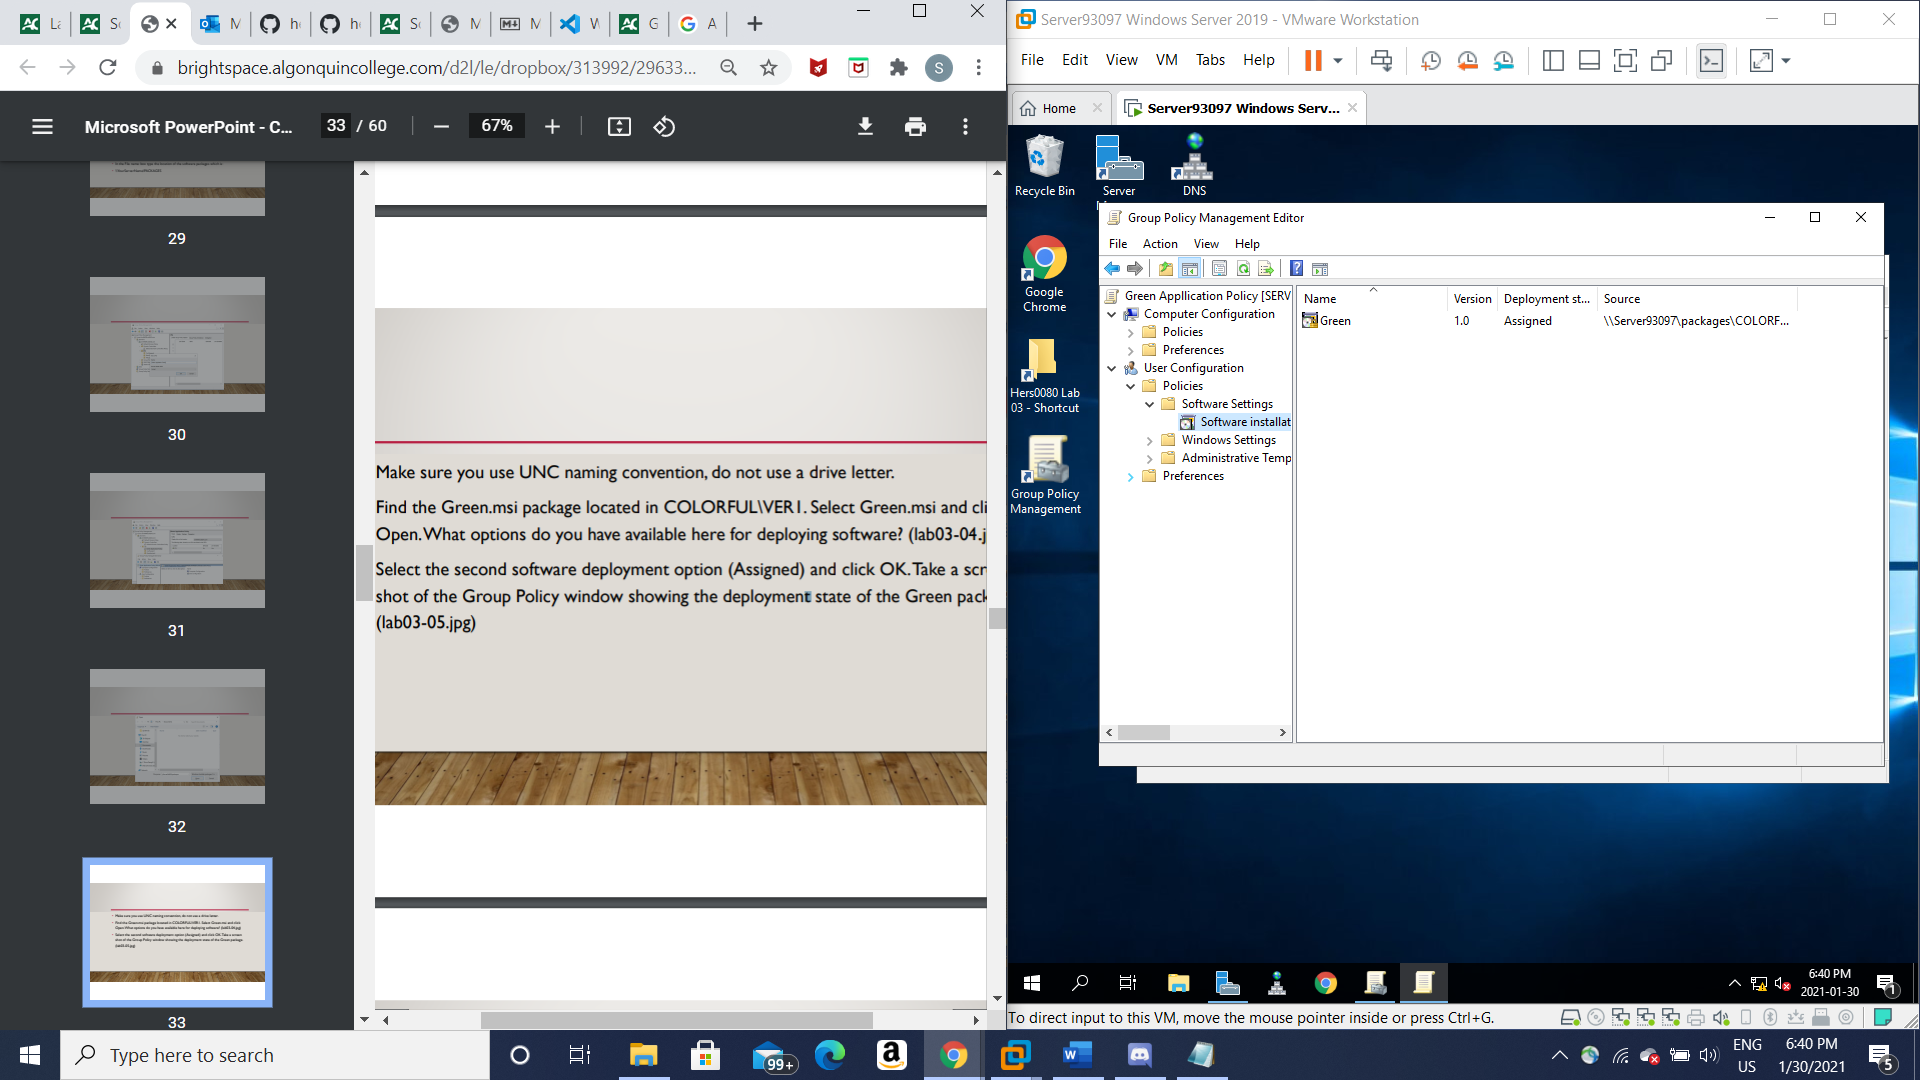 brightspace.algonquincollege.com/d2l/le/dropbox/313992/29633...
S
Microsoft PowerPoint - C...
33 / 60
67%
29
30
31
32
33
Make sure you use UNC naming convention, do not use a drive letter.
Find the Green.msi package located in COLORFUL\VER1. Select Green.msi and cli
Open. What options do you have available here for deploying software? (lab03-04.j
Select the second software deployment option (Assigned) and click OK. Take a scr
shot of the Group Policy window showing the deployment state of the Green pack
(lab03-05.jpg)
Server93097 Windows Server 2019 - VMware Workstation
File Edit View VM Tabs Help
Home
Server93097 Windows Serv...
Recycle Bin
Server
DNS
Google
Chrome
Hers0080 Lab
03 - Shortcut
Group Policy
Management
Group Policy Management Editor
File Action View Help
Green Appllication Policy [SERV
Computer Configuration
Policies
Preferences
User Configuration
Policies
Software Settings
Software installat
Windows Settings
Administrative Temp
Preferences
Name Version Deployment st... Source
Green 1.0 Assigned \\Server93097\packages\COLORF...
6:40 PM
2021-01-30
1
To direct input to this VM, move the mouse pointer inside or press Ctrl+G.
Type here to search
99+
ENG
US
6:40 PM
1/30/2021
5